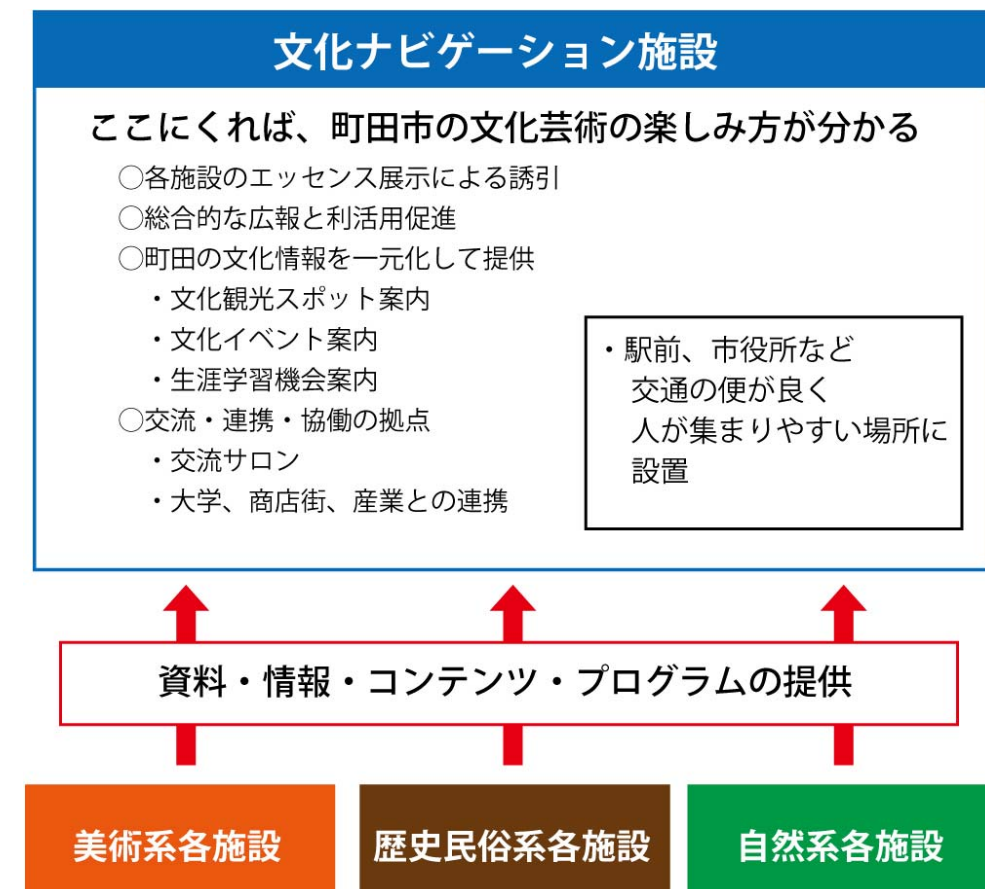 文化ナビゲーション施設
ここにくれば、町田市の文化芸術の楽しみ方が分かる
○各施設のエッセンス展示による誘引
○総合的な広報と利活用促進
○町田の文化情報を一元化して提供
・文化観光スポット案内
・文化イベント案内
・生涯学習機会案内
○交流・連携・協働の拠点
・交流サロン
・大学、商店街、産業との連携
・駅前、市役所など
交通の便が良く
人が集まりやすい場所に
設置
資料・情報・コンテンツ・プログラムの提供
美術系各施設
歴史民俗系各施設
自然系各施設